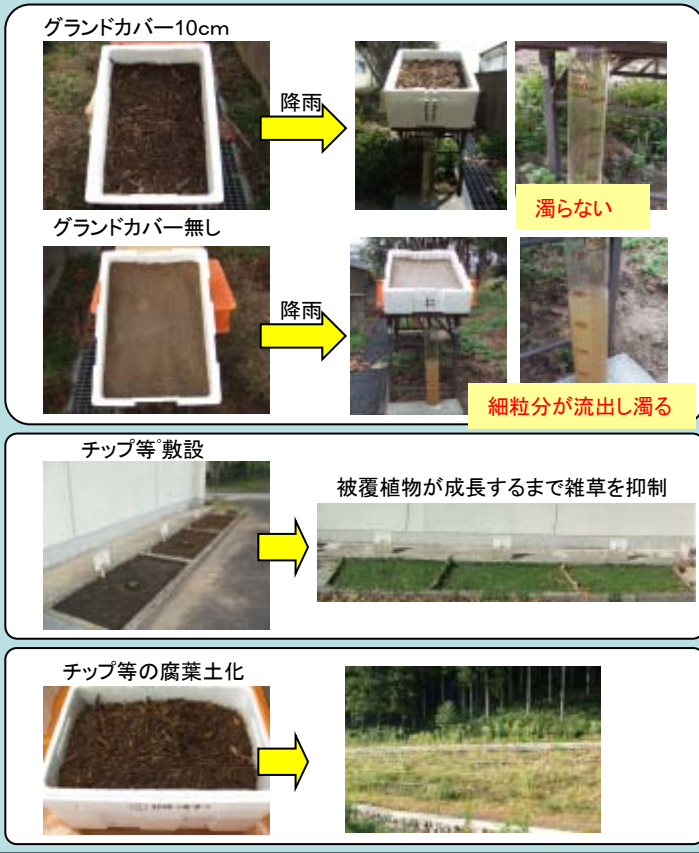 グランドカバー10cm
降雨
濁らない
グランドカバー無し
降雨
細粒分が流出し濁る
チップ等゜敷設
被覆植物が成長するまで雑草を抑制
チップ等の腐葉土化